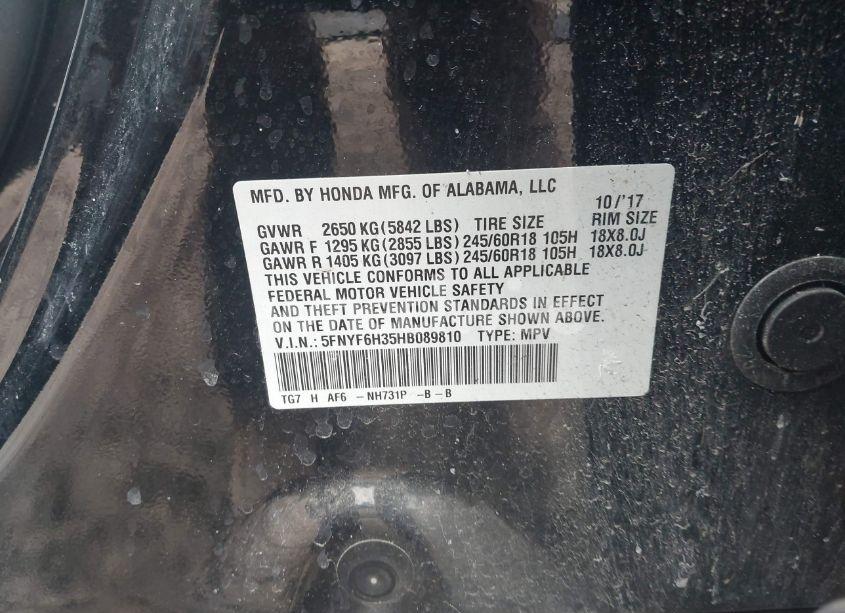 MFD. BY HONDA MFG. OF ALABAMA, LLC 10/'17
GVWR 2650 KG(5842 LBS) TIRE SIZE RIM SIZE
GAWR F 1295 KG(2855 LBS) 245/60R18 105H 18X8.0J
GAWR R 1405 KG(3097 LBS) 245/60R18 105H 18X8.0J
THIS VEHICLE CONFORMS TO ALL APPLICABLE
FEDERAL MOTOR VEHICLE SAFETY
AND THEFT PREVENTION STANDARDS IN EFFECT
ON THE DATE OF MANUFACTURE SHOWN ABOVE.
V.I.N.: 5FNYF6H35HB089810 TYPE: MPV
TG7 H AF6 -NH731P -B-B